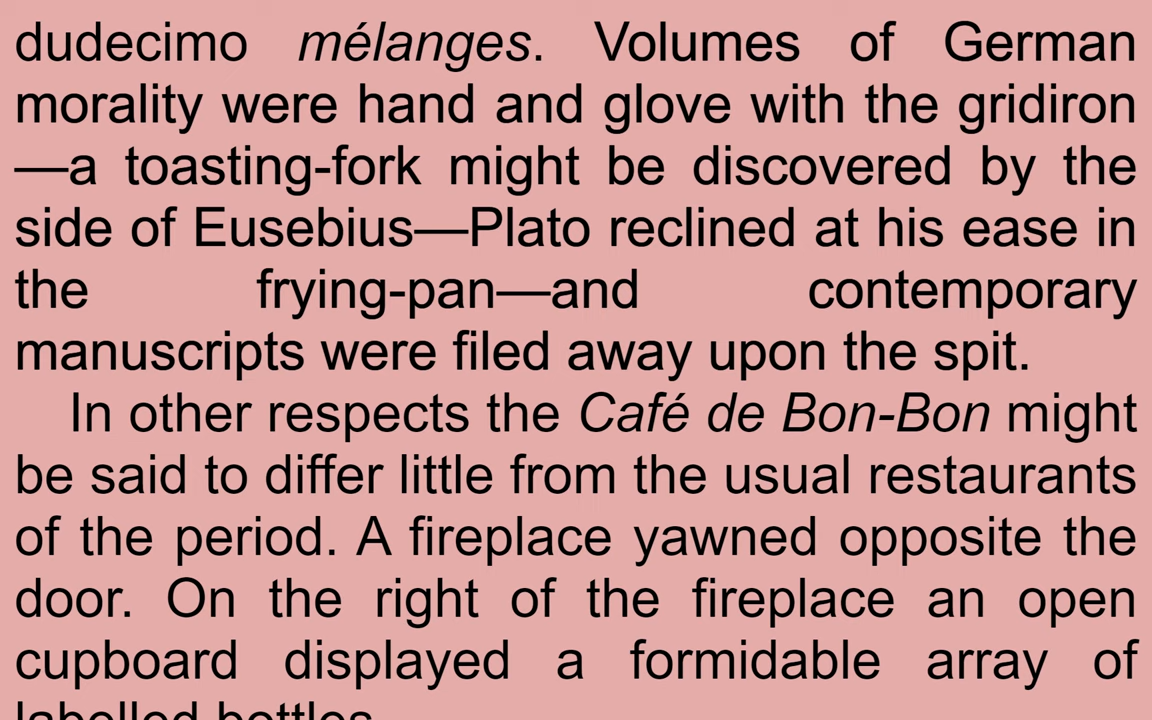 dudecimo mélanges. Volumes of German
morality were hand and glove with the gridiron
—a toasting-fork might be discovered by the
side of Eusebius—Plato reclined at his ease in
the frying-pan—and contemporary
manuscripts were filed away upon the spit.
In other respects the Café de Bon-Bon might
be said to differ little from the usual restaurants
of the period. A fireplace yawned opposite the
door. On the right of the fireplace an open
cupboard displayed a formidable array of
labelled bottles.